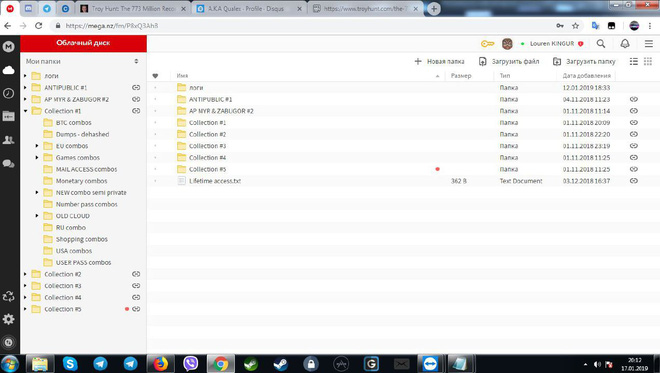 Troy Hunt: The 773 Million Reco
A.K.A Quales - Profile - Disqus
https://www.troyhunt.com/the-
https://mega.nz/fm/P8xQ3AhB
Облачный диск
Louren KINGUR
Мои папки
Новая папка
Загрузить файл
Загрузить папку
логи
ANTIPUBLIC #1
AP MYR & ZABUGOR #2
Collection #1
BTC combos
Dumps - dehashed
EU combos
Games combos
MAIL ACCESS combos
Monetary combos
NEW combo semi private
Number pass combos
OLD CLOUD
RU combo
Shopping combos
USA combos
USER PASS combos
Collection #2
Collection #3
Collection #4
Collection #5
Имя Размер Тип Дата добавления
логи Папка 12.01.2019 18:33
ANTIPUBLIC #1 Папка 04.11.2018 11:23
AP MYR & ZABUGOR #2 Папка 01.11.2018 11:14
Collection #1 Папка 01.11.2018 20:09
Collection #2 Папка 01.11.2018 22:20
Collection #3 Папка 01.11.2018 23:19
Collection #4 Папка 01.11.2018 11:25
Collection #5 Папка 01.11.2018 11:25
Lifetime access.txt 362 B Text Document 03.12.2018 16:37
20:12
17.01.2019